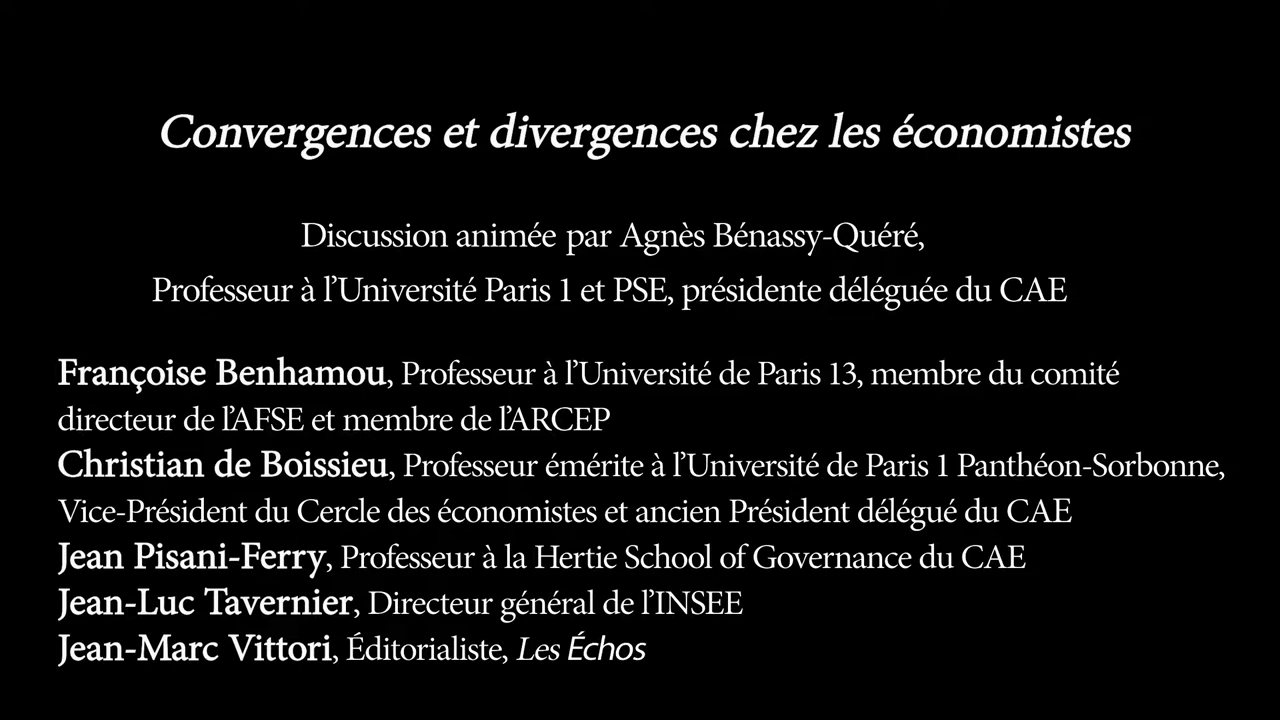 Convergences et divergences chez les économistes
Discussion animée par Agnès Bénassy-Quéré,
Professeur à l’Université Paris 1 et PSE, présidente déléguée du CAE
Françoise Benhamou, Professeur à l’Université de Paris 13, membre du comité
directeur de l’AFSE et membre de l’ARCEP
Christian de Boissieu, Professeur émérite à l’Université de Paris 1 Panthéon-Sorbonne,
Vice-Président du Cercle des économistes et ancien Président délégué du CAE
Jean Pisani-Ferry, Professeur à la Hertie School of Governance du CAE
Jean-Luc Tavernier, Directeur général de l’INSEE
Jean-Marc Vittori, Éditorialiste, Les Échos